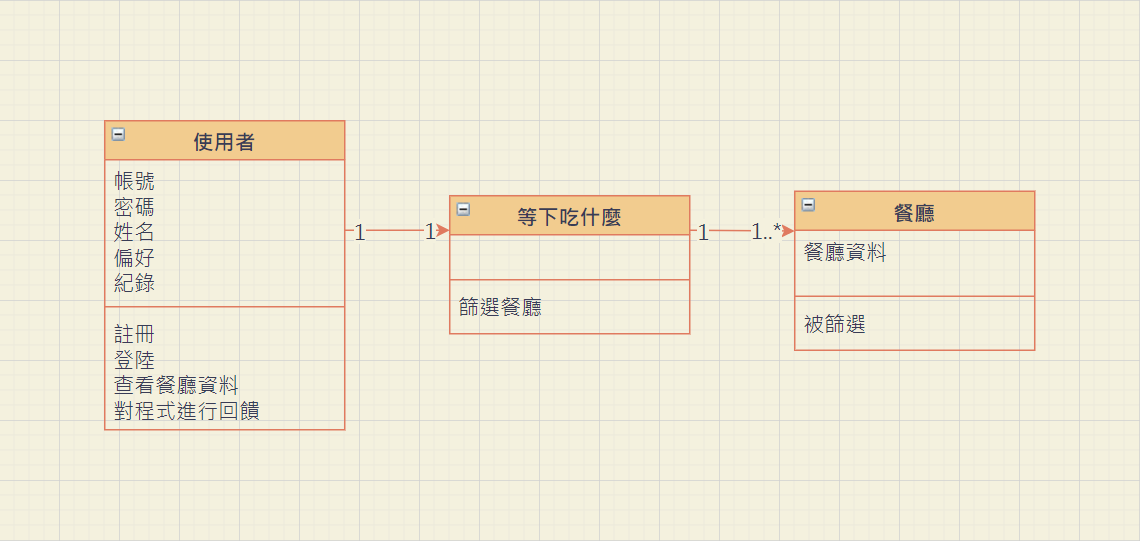 使用者
帳號
密碼
姓名
偏好
紀錄
註冊
登陸
查看餐廳資料
對程式進行回饋
1
1
等下吃什麼
篩選餐廳
1
1..*
餐廳
餐廳資料
被篩選